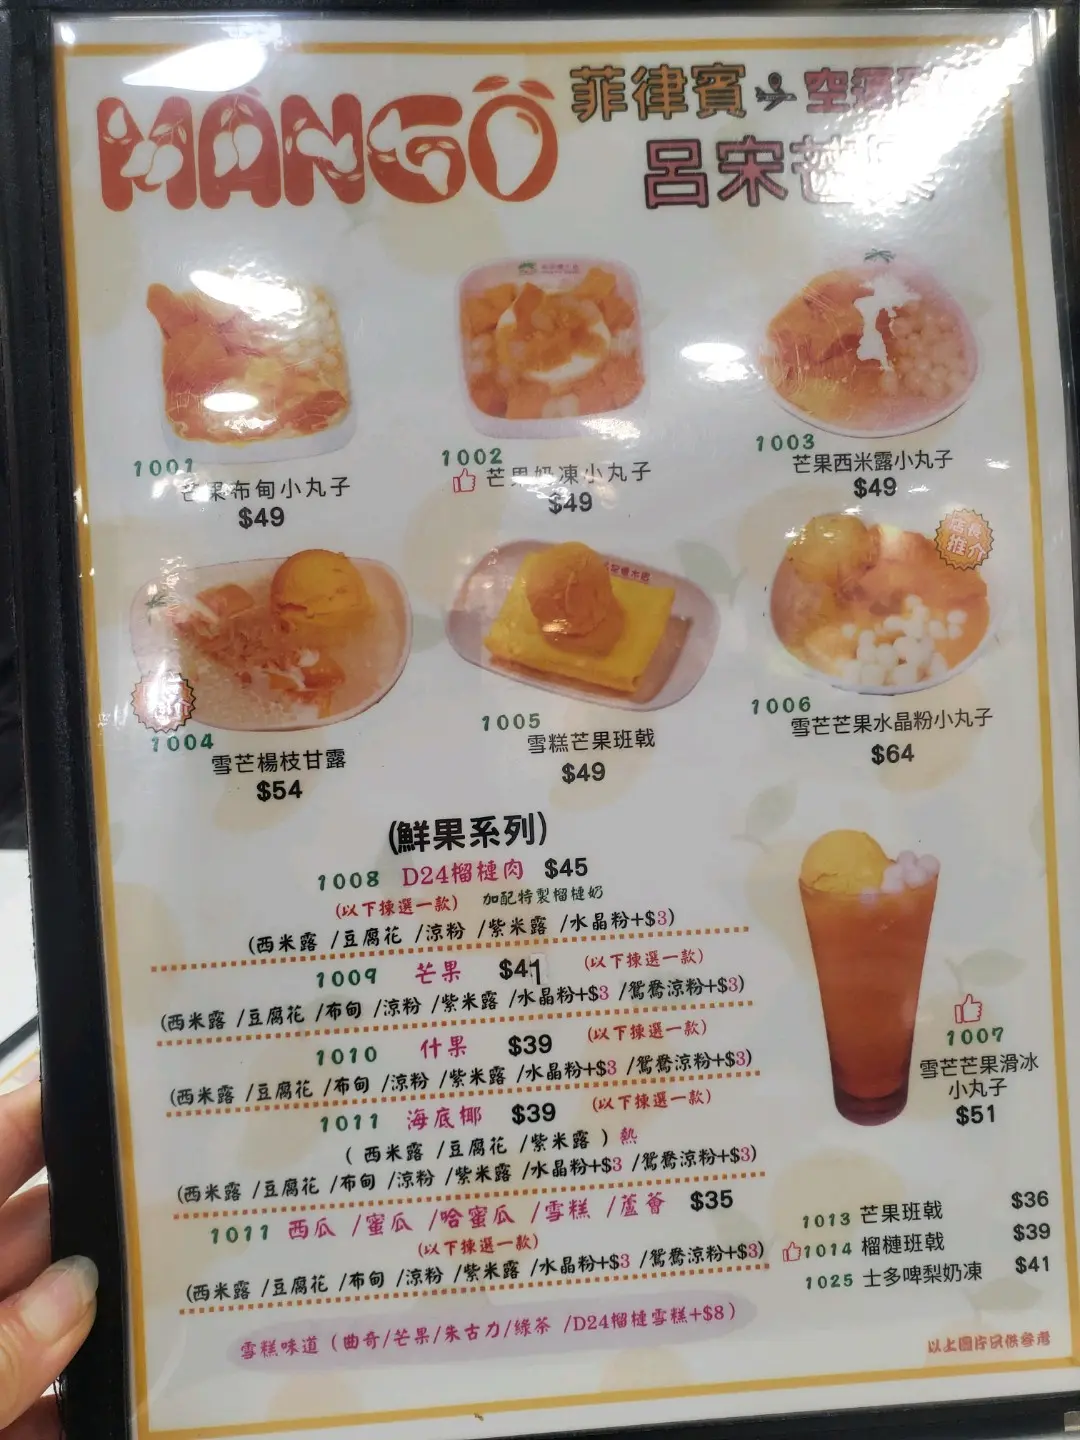 MANGO
菲律賓 空運
呂宋芒
1001
芒果布甸小丸子
$49
1002
芒果奶凍小丸子
$49
1003
芒果西米露小丸子
$49
1004
雪芒楊枝甘露
$54
1005
雪糕芒果班戟
$49
店長
推介
1006
雪芒芒果水晶粉小丸子
$64
(鮮果系列)
1008 D24榴槤肉 $45
(以下揀選一款) 加配特製榴槤奶
(西米露 /豆腐花 /涼粉 /紫米露 /水晶粉+$3)
1009 芒果 $41 (以下揀選一款)
(西米露 /豆腐花 /布甸 /涼粉 /紫米露 /水晶粉+$3 /鴛鴦涼粉+$3)
1010 什果 $39 (以下揀選一款)
(西米露 /豆腐花 /布甸 /涼粉 /紫米露 /水晶粉+$3 /鴛鴦涼粉+$3)
1011 海底椰 $39 (以下揀選一款)
( 西米露 /豆腐花 /紫米露 ) 熱
(西米露 /豆腐花 /布甸 /涼粉 /紫米露 /水晶粉+$3 /鴛鴦涼粉+$3)
1011 西瓜 /蜜瓜 /哈蜜瓜 /雪糕 /蘆薈 $35
(以下揀選一款)
(西米露 /豆腐花 /布甸 /涼粉 /紫米露 /水晶粉+$3 /鴛鴦涼粉+$3)
雪糕味道 ( 曲奇/芒果/朱古力/綠茶 /D24榴槤雪糕+$8 )
1007
雪芒芒果滑冰
小丸子
$51
1013 芒果班戟 $36
1014 榴槤班戟 $39
1025 士多啤梨奶凍 $41
以上圖片只供參考